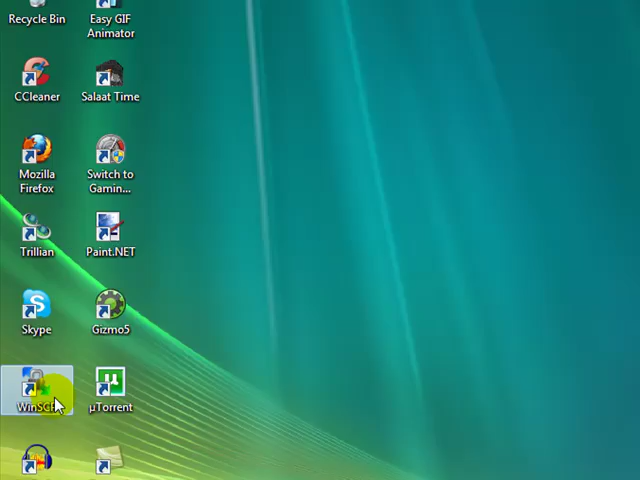 Recycle Bin
Easy GIF
Animator
CCleaner
Salaat Time
Mozilla
Firefox
Switch to
Gamin...
Trillian
Paint.NET
Skype
Gizmo5
WinSCP
µTorrent